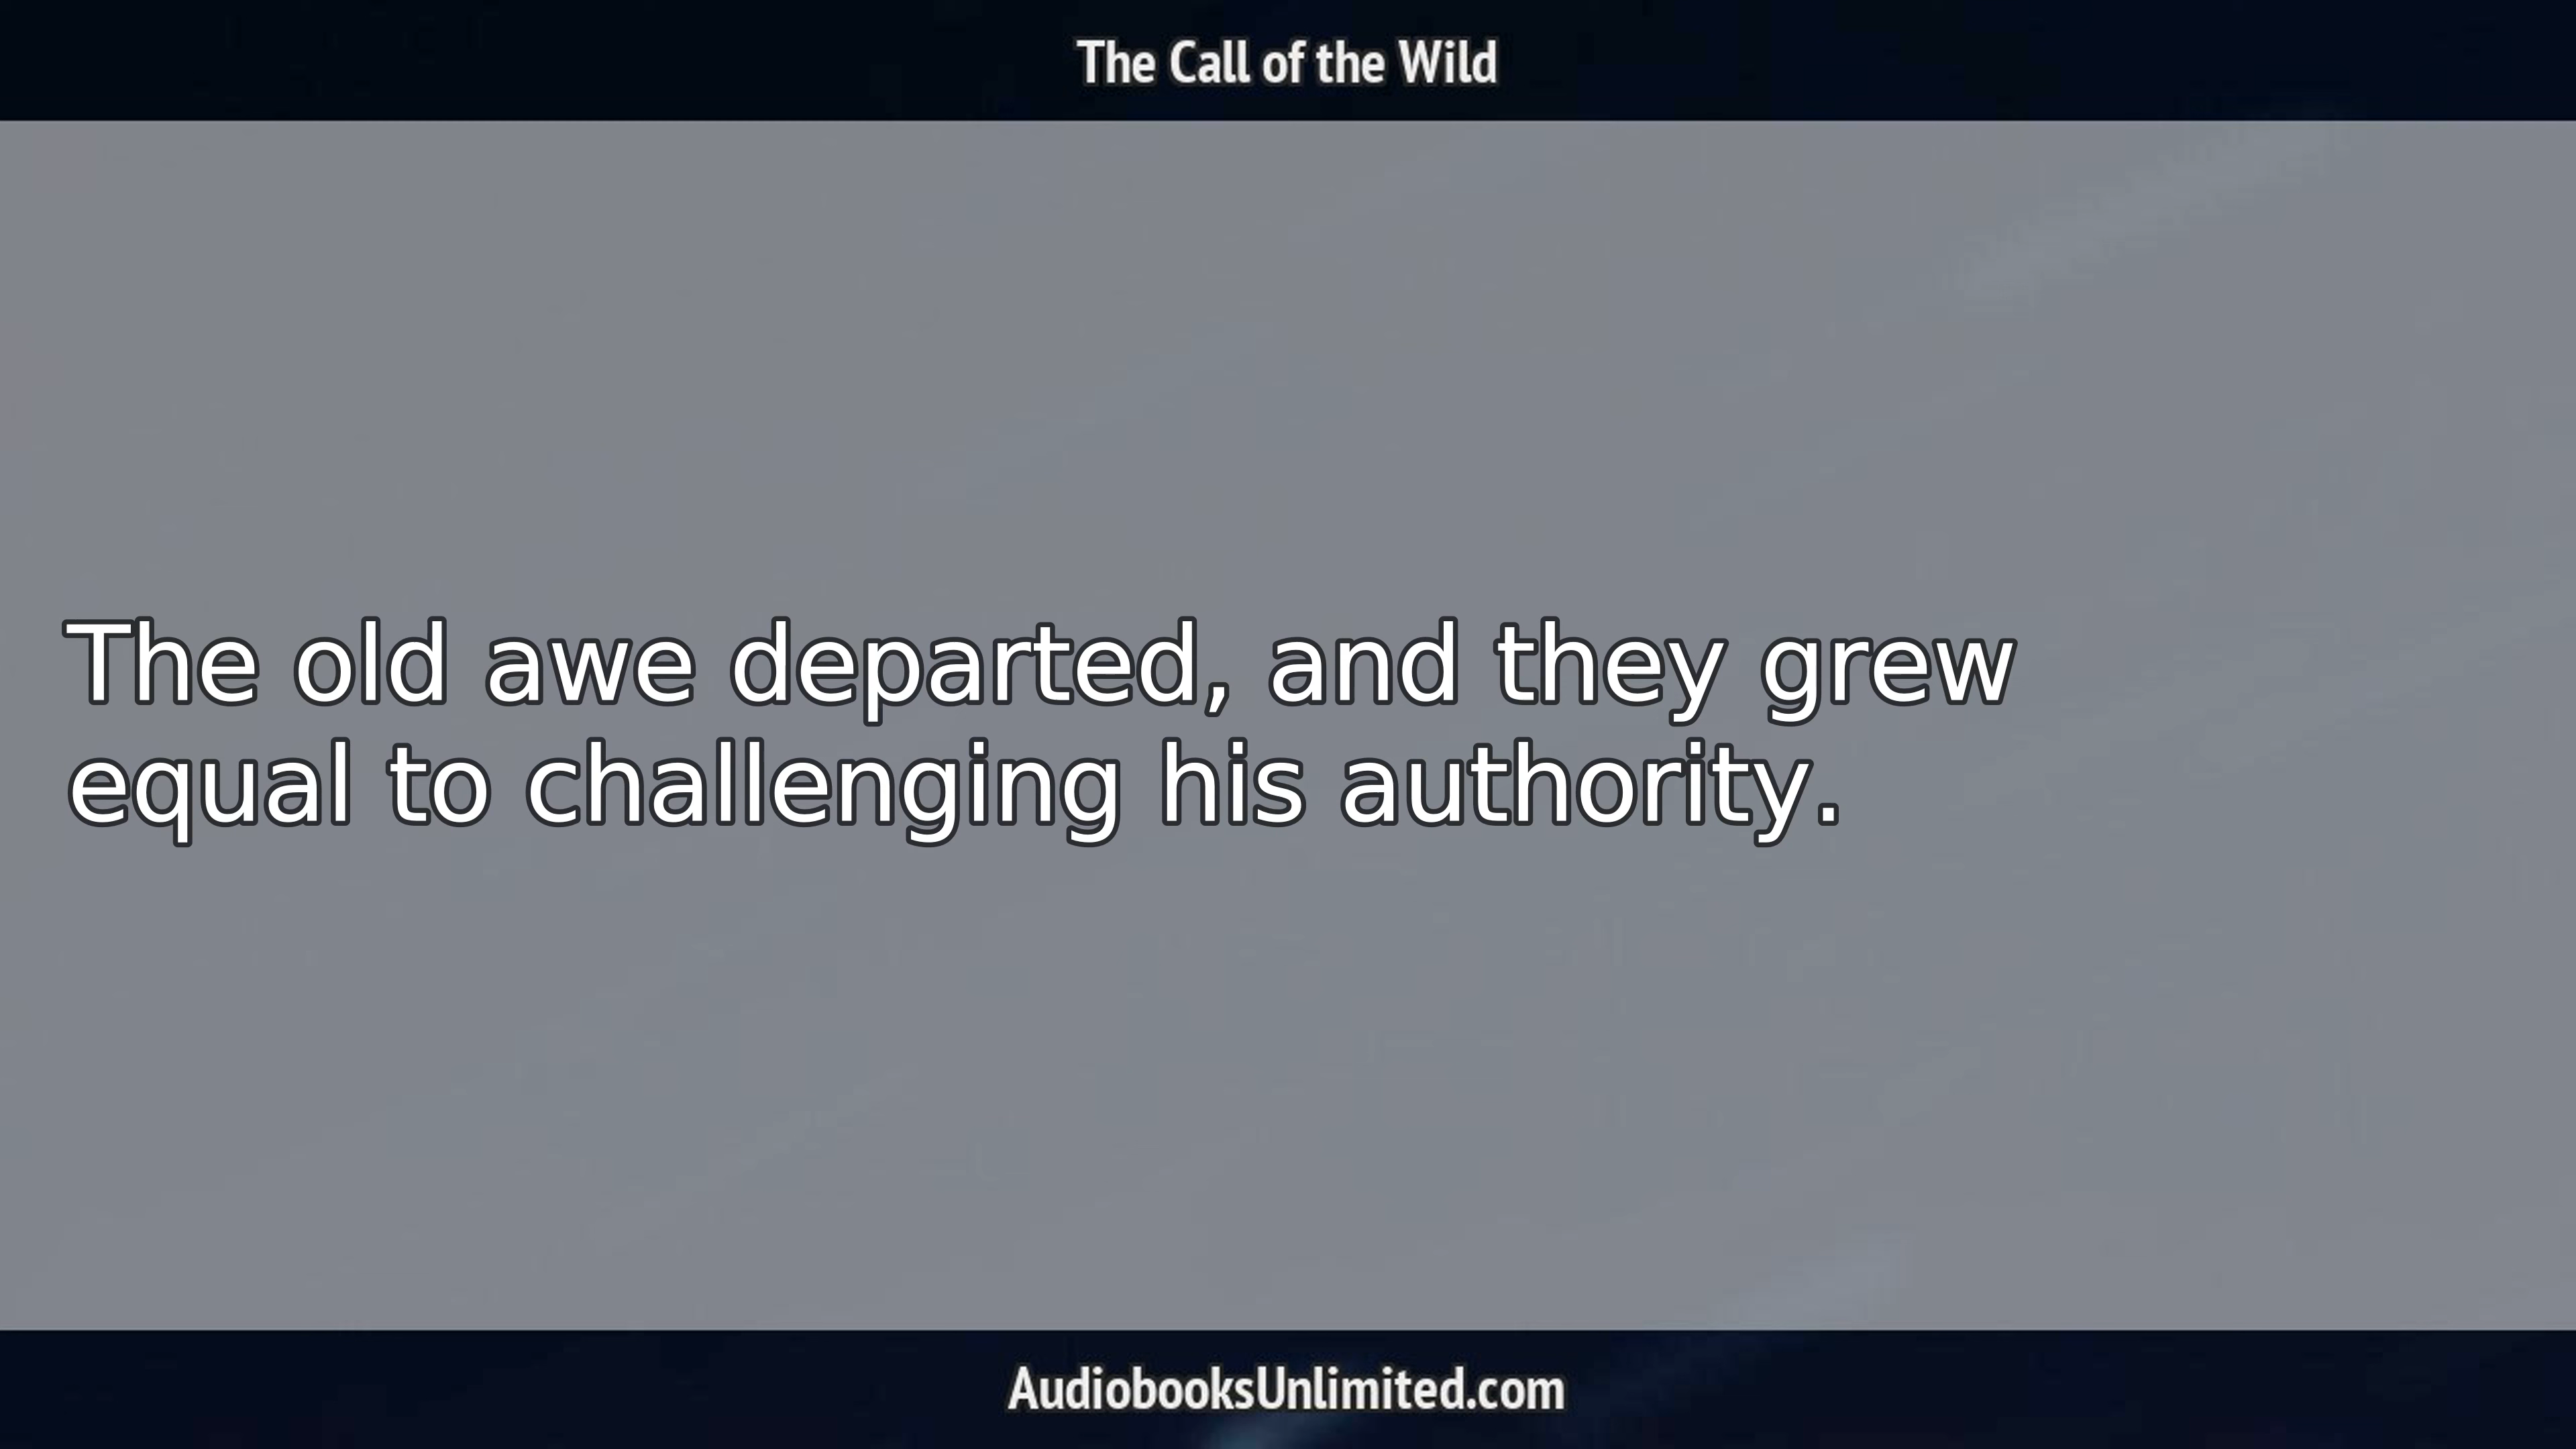 The Call of the Wild
The old awe departed, and they grew
equal to challenging his authority.
AudiobooksUnlimited.com